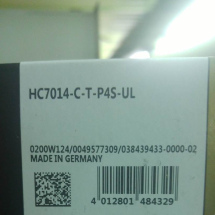 HC7014-C-T-P4S-UL
0200W124/0049577309/038439433-0000-02
MADE IN GERMANY
4 012801 484329